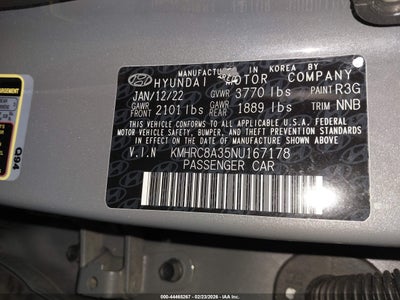 MANUFACTURED IN KOREA BY
HYUNDAI MOTOR COMPANY
JAN/12/22 GVWR 3770 lbs PAINT R3G
GAWR FRONT 2101 lbs GAWR REAR 1889 lbs TRIM NNB
THIS VEHICLE CONFORMS TO ALL APPLICABLE U.S.A. FEDERAL
MOTOR VEHICLE SAFETY, BUMPER, AND THEFT PREVENTION STANDARDS
IN EFFECT ON THE DATE OF MANUFACTURE SHOWN ABOVE.
V.I.N KMHRC8A35NU167178
PASSENGER CAR
Q94
000-44465267 - 02/23/2026 - IAAI.COM